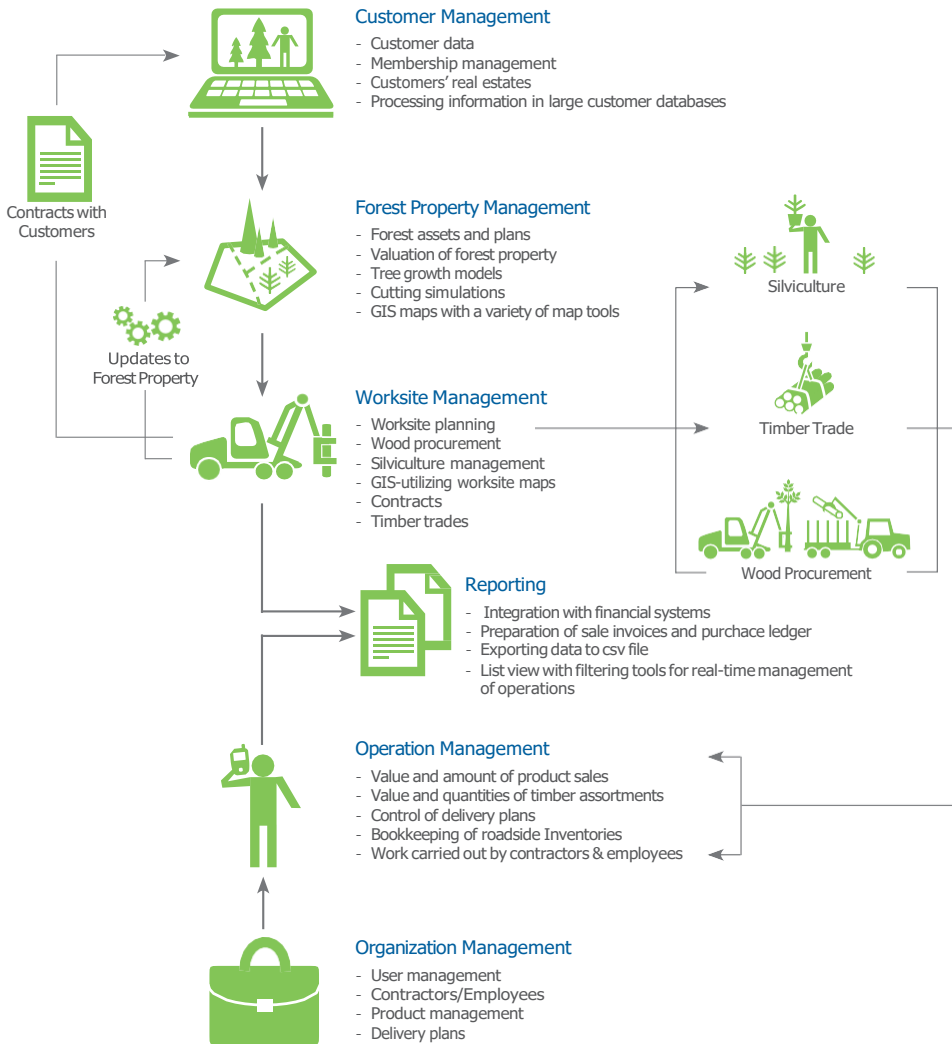 Customer Management
- Customer data
- Membership management
- Customers' real estates
- Processing information in large customer databases
Contracts with
Customers
Forest Property Management
- Forest assets and plans
- Valuation of forest property
- Tree growth models
- Cutting simulations
- GIS maps with a variety of map tools
Silviculture
Updates to
Forest Property
Worksite Management
- Worksite planning
- Wood procurement
- Silviculture management
- GIS-utilizing worksite maps
- Contracts
- Timber trades
Timber Trade
Wood Procurement
Reporting
- Integration with financial systems
- Preparation of sale invoices and purchace ledger
- Exporting data to csv file
- List view with filtering tools for real-time management
of operations
Operation Management
- Value and amount of product sales
- Value and quantities of timber assortments
- Control of delivery plans
- Bookkeeping of roadside Inventories
- Work carried out by contractors & employees
Organization Management
- User management
- Contractors/Employees
- Product management
- Delivery plans